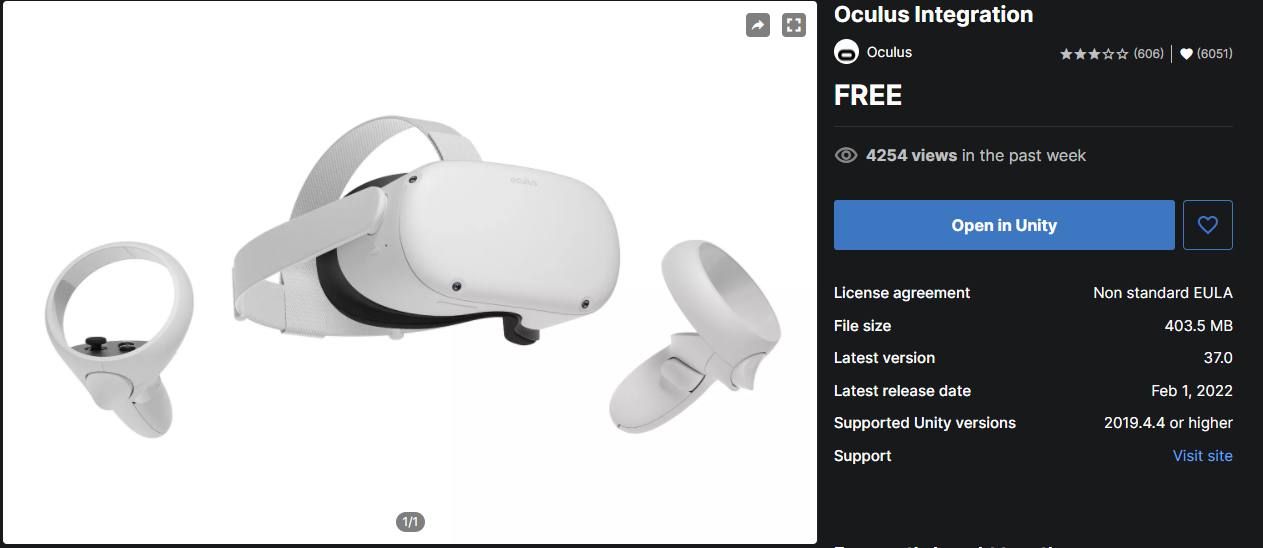 oculus
1/1
Oculus Integration
Oculus
(606) | (6051)
FREE
4254 views in the past week
Open in Unity
License agreement Non standard EULA
File size 403.5 MB
Latest version 37.0
Latest release date Feb 1, 2022
Supported Unity versions 2019.4.4 or higher
Support Visit site